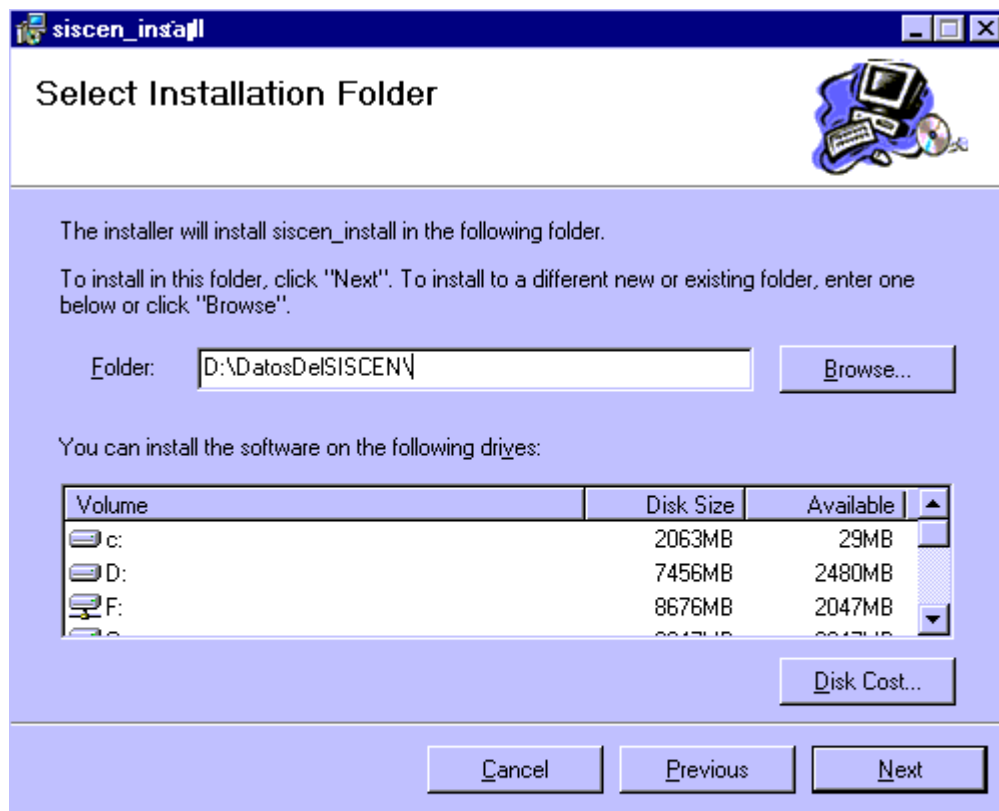 siscen_install
Select Installation Folder
The installer will install siscen_install in the following folder.
To install in this folder, click "Next". To install to a different new or existing folder, enter one
below or click "Browse".
Folder: D:\DatosDelSISCEN\ Browse...
You can install the software on the following drives:
Volume Disk Size Available
c: 2063MB 29MB
D: 7456MB 2480MB
F: 8676MB 2047MB
Disk Cost...
Cancel Previous Next